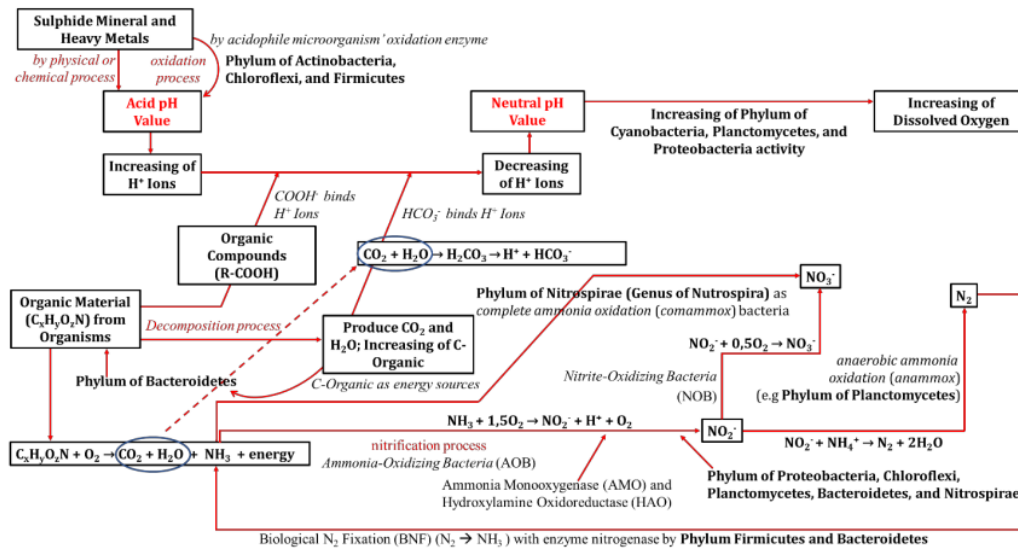 Sulphide Mineral and
Heavy Metals
by acidophile microorganism' oxidation enzyme
by physical or
chemical process
oxidation
process
Phylum of Actinobacteria,
Chloroflexi, and Firmicutes
Acid pH
Value
Neutral pH
Value
Increasing of Phylum of
Cyanobacteria, Planctomycetes, and
Proteobacteria activity
Increasing of
Dissolved Oxygen
Increasing of
H⁺ Ions
Decreasing
of H⁺ Ions
COOH⁻ binds
H⁺ Ions
HCO₃⁻ binds H⁺ Ions
Organic
Compounds
(R-COOH)
CO₂ + H₂O → H₂CO₃ → H⁺ + HCO₃⁻
Organic Material
(CₓHᵧO𝓏N) from
Organisms
Decomposition process
Produce CO₂ and
H₂O; Increasing of C-
Organic
Phylum of Nitrospirae (Genus of Nutrospira) as
complete ammonia oxidation (comammox) bacteria
NO₃⁻
N₂
NO₂⁻ + 0,5O₂ → NO₃⁻
Phylum of Bacteroidetes
C-Organic as energy sources
Nitrite-Oxidizing Bacteria
(NOB)
anaerobic ammonia
oxidation (anammox)
(e.g Phylum of Planctomycetes)
NH₃ + 1,5O₂ → NO₂⁻ + H⁺ + O₂
NO₂⁻
NO₂⁻ + NH₄⁺ → N₂ + 2H₂O
CₓHᵧO𝓏N + O₂ → CO₂ + H₂O + NH₃ + energy
nitrification process
Ammonia-Oxidizing Bacteria (AOB)
Ammonia Monooxygenase (AMO) and
Hydroxylamine Oxidoreductase (HAO)
Phylum of Proteobacteria, Chloroflexi,
Planctomycetes, Bacteroidetes, and Nitrospirae
Biological N₂ Fixation (BNF) (N₂ → NH₃ ) with enzyme nitrogenase by Phylum Firmicutes and Bacteroidetes